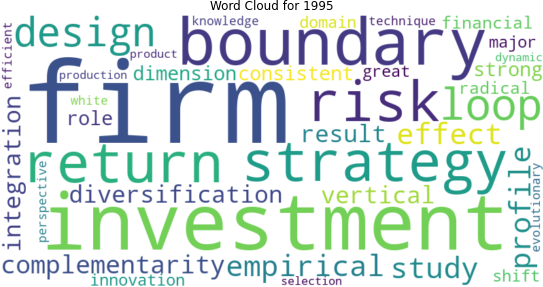 Word Cloud for 1995
knowledge
domain
technique
financial
design
boundary
major
efficient
product
production
dimension
consistent
great
strong
dynamic
firm
white
role
risk
radical
loop
result
effect
integration
return
strategy
perspective
diversification
vertical
profile
evolutionary
investment
complementarity
empirical
study
shift
innovation
selection